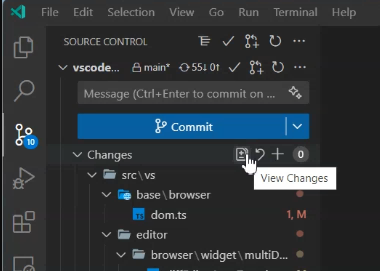 File Edit Selection View Go Run Terminal Help
SOURCE CONTROL
vscode... main* 55↓ 0↑
Message (Ctrl+Enter to commit on ...
Commit
10
Changes 0
View Changes
src\vs
base\browser
TS dom.ts 1, M
editor
browser\widget\multiD...